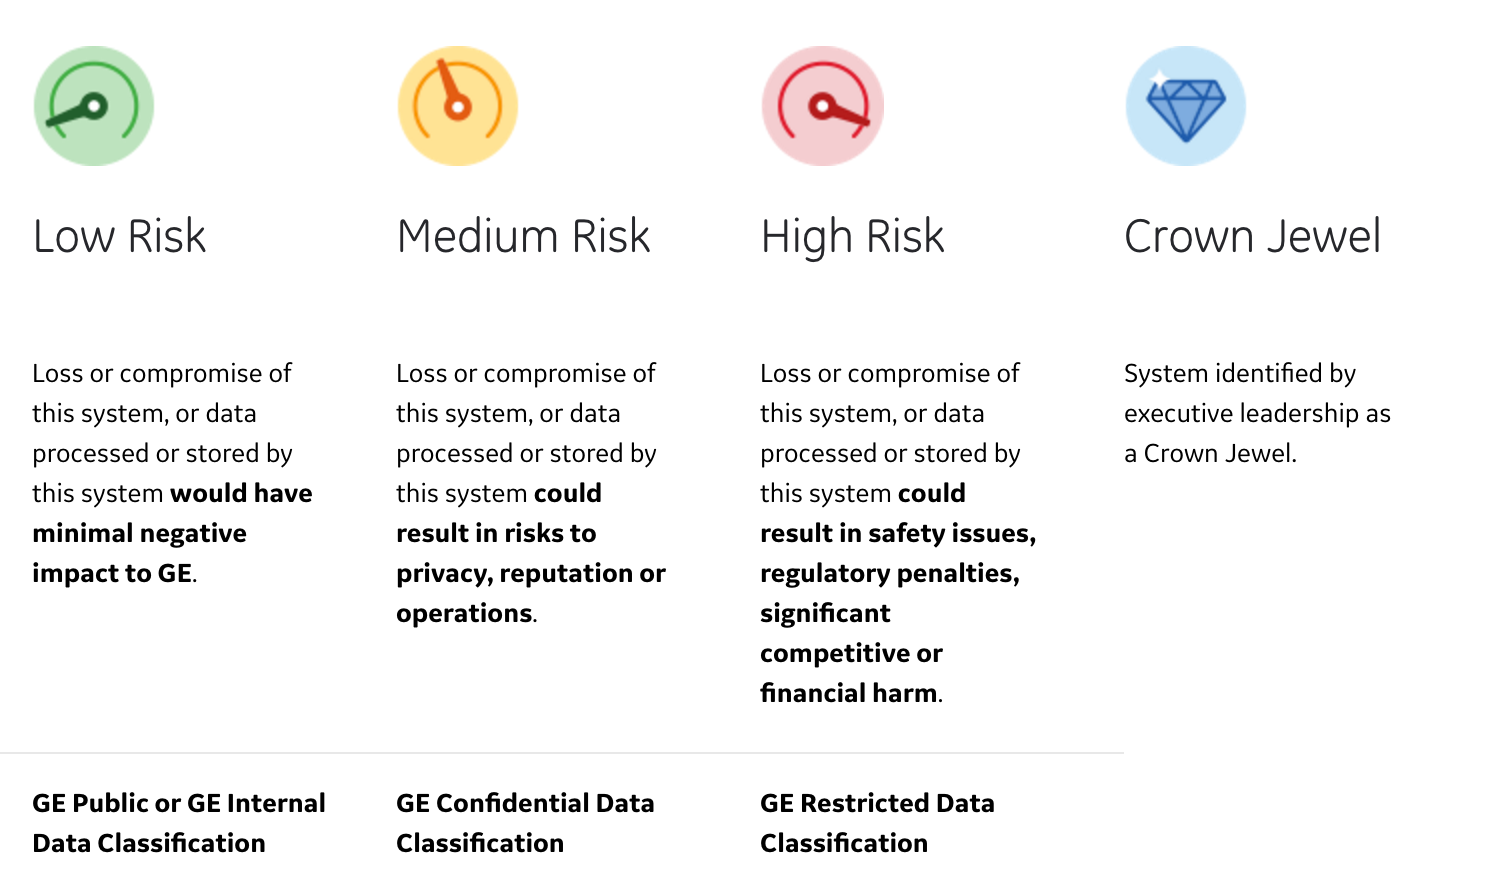 Low Risk
Medium Risk
High Risk
Crown Jewel
Loss or compromise of
this system, or data
processed or stored by
this system would have
minimal negative
impact to GE.
Loss or compromise of
this system, or data
processed or stored by
this system could
result in risks to
privacy, reputation or
operations.
Loss or compromise of
this system, or data
processed or stored by
this system could
result in safety issues,
regulatory penalties,
significant
competitive or
financial harm.
System identified by
executive leadership as
a Crown Jewel.
GE Public or GE Internal
Data Classification
GE Confidential Data
Classification
GE Restricted Data
Classification